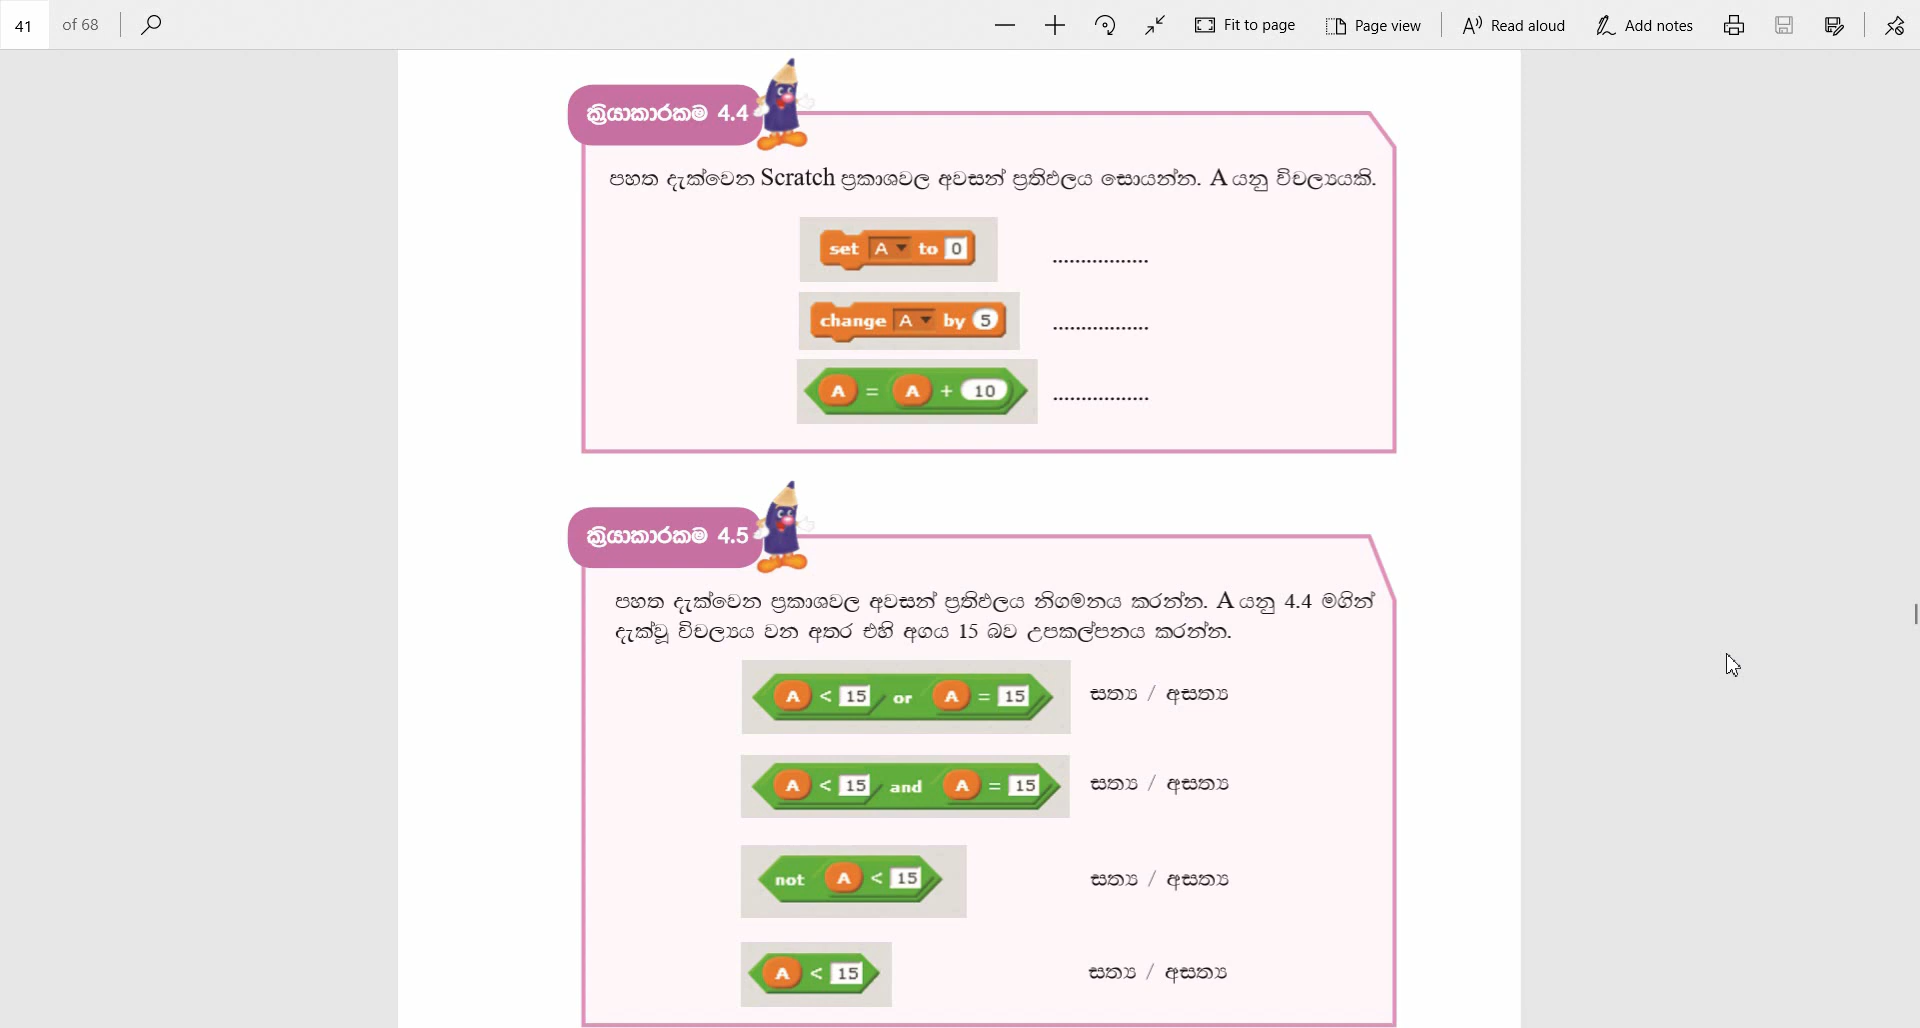 41 of 68 Fit to page Page view Read aloud Add notes
ක්‍රියාකාරකම 4.4
පහත දැක්වෙන Scratch ප්‍රකාශවල අවසන් ප්‍රතිඵලය සොයන්න. A යනු විචල්‍යයකි.
set A to 0 .................
change A by 5 .................
A = A + 10 .................
ක්‍රියාකාරකම 4.5
පහත දැක්වෙන ප්‍රකාශවල අවසන් ප්‍රතිඵලය නිගමනය කරන්න. A යනු 4.4 මගින්
දැක්වූ විචල්‍යය වන අතර එහි අගය 15 බව උපකල්පනය කරන්න.
A < 15 or A = 15 සත්‍ය / අසත්‍ය
A < 15 and A = 15 සත්‍ය / අසත්‍ය
not A < 15 සත්‍ය / අසත්‍ය
A < 15 සත්‍ය / අසත්‍ය